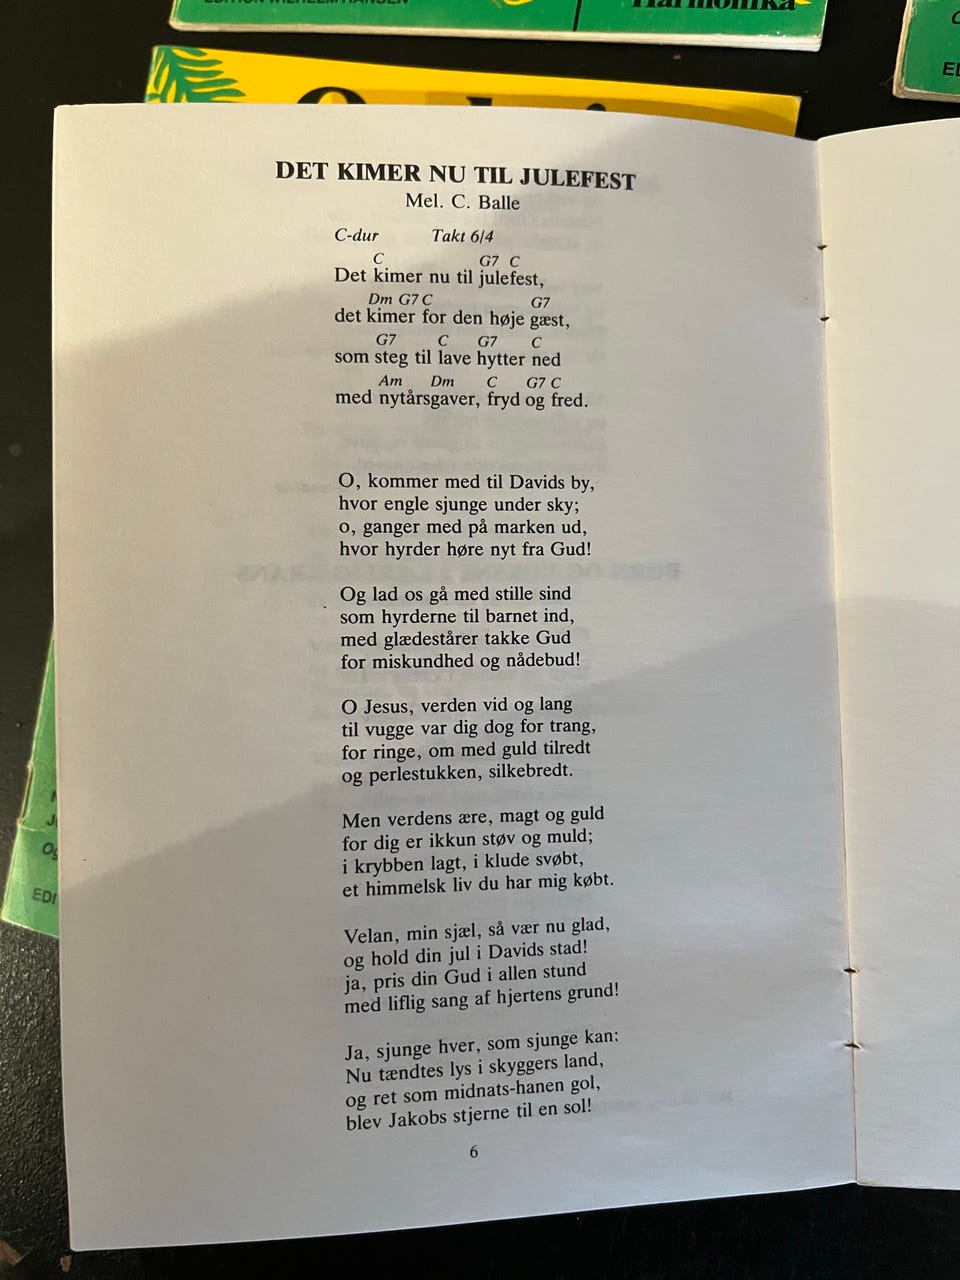 EDITION WILHELM HANSEN
Harmonika
ED
DET KIMER NU TIL JULEFEST
Mel. C. Balle
C-dur Takt 6/4
C G7 C
Det kimer nu til julefest,
Dm G7 C G7
det kimer for den høje gæst,
G7 C G7 C
som steg til lave hytter ned
Am Dm C G7 C
med nytårsgaver, fryd og fred.
O, kommer med til Davids by,
hvor engle sjunge under sky;
o, ganger med på marken ud,
hvor hyrder høre nyt fra Gud!
Og lad os gå med stille sind
som hyrderne til barnet ind,
med glædestårer takke Gud
for miskundhed og nådebud!
O Jesus, verden vid og lang
til vugge var dig dog for trang,
for ringe, om med guld tilredt
og perlestukken, silkebredt.
Men verdens ære, magt og guld
for dig er ikkun støv og muld;
i krybben lagt, i klude svøbt,
et himmelsk liv du har mig købt.
Velan, min sjæl, så vær nu glad,
og hold din jul i Davids stad!
ja, pris din Gud i allen stund
med liflig sang af hjertens grund!
Ja, sjunge hver, som sjunge kan:
Nu tændtes lys i skyggers land,
og ret som midnats-hanen gol,
blev Jakobs stjerne til en sol!
6
EDI